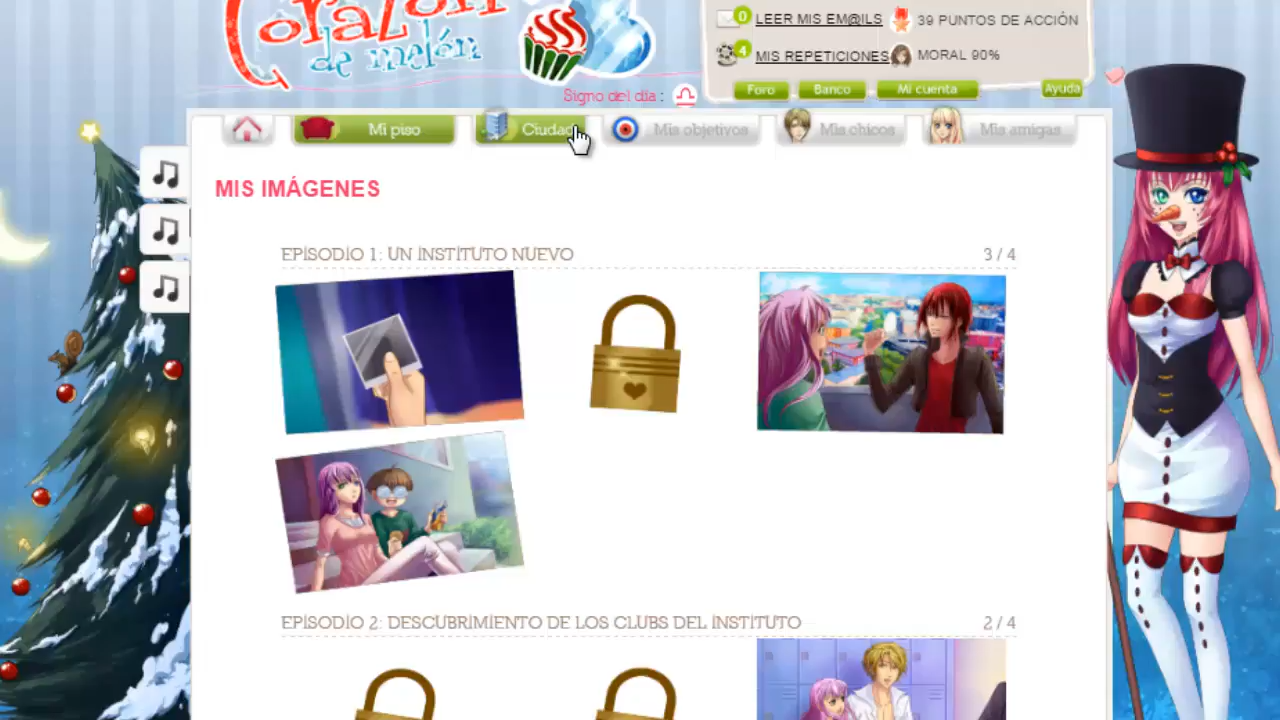 Corazón
de melón
0 LEER MIS EM@ILS 39 PUNTOS DE ACCIÓN
4 MIS REPETICIONES MORAL 90%
Signo del día :
Foro Banco Mi cuenta Ayuda
Mi piso Ciudad Mis objetivos Mis chicos Mis amigas
MIS IMÁGENES
EPISODIO 1: UN INSTITUTO NUEVO 3 / 4
EPISODIO 2: DESCUBRIMIENTO DE LOS CLUBS DEL INSTITUTO 2 / 4